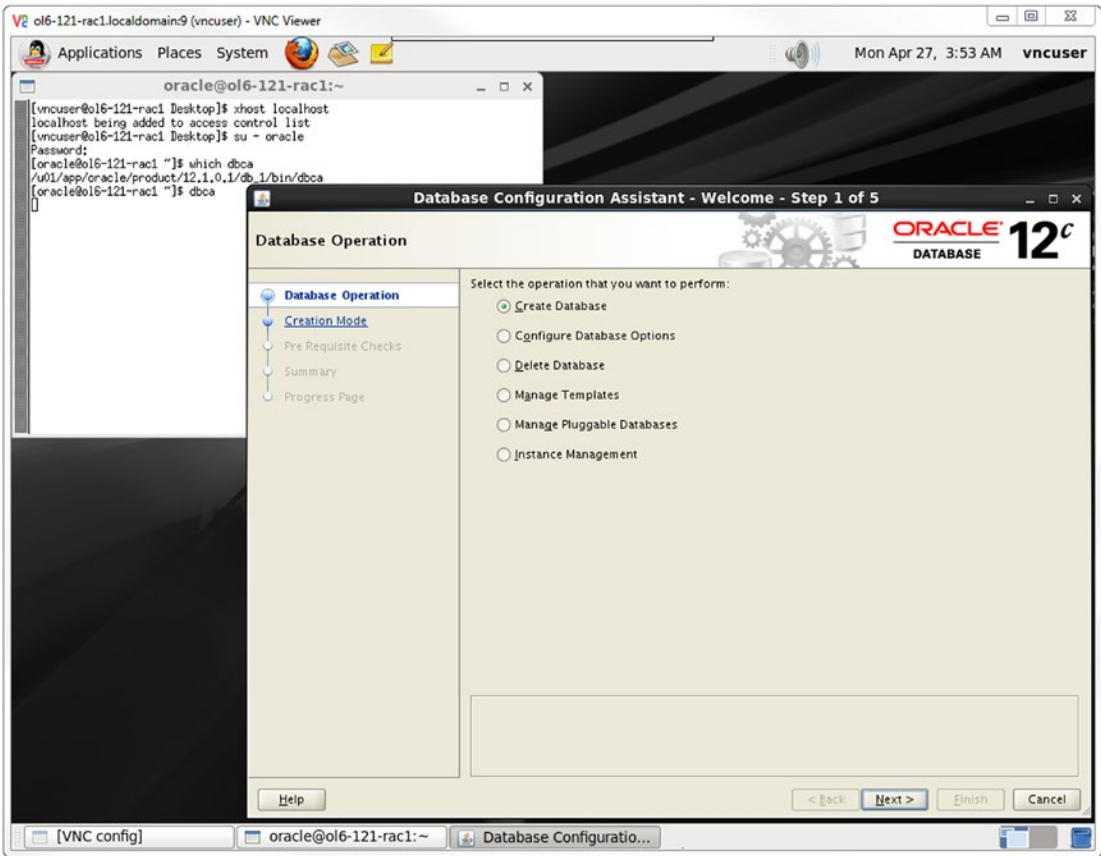 ol6-121-rac1.localdomain:9 (vncuser) - VNC Viewer
Applications Places System
Mon Apr 27, 3:53 AM vncuser
oracle@ol6-121-rac1:~
[vncuser@ol6-121-rac1 Desktop]$ xhost localhost
localhost being added to access control list
[vncuser@ol6-121-rac1 Desktop]$ su - oracle
Password:
[oracle@ol6-121-rac1 ~]$ which dbca
/u01/app/oracle/product/12.1.0.1/db_1/bin/dbca
[oracle@ol6-121-rac1 ~]$ dbca
Database Configuration Assistant - Welcome - Step 1 of 5
Database Operation
ORACLE DATABASE 12c
Database Operation
Creation Mode
Pre Requisite Checks
Summary
Progress Page
Select the operation that you want to perform:
Create Database
Configure Database Options
Delete Database
Manage Templates
Manage Pluggable Databases
Instance Management
Help
< Back
Next >
Finish
Cancel
[VNC config]
oracle@ol6-121-rac1:~
Database Configuratio...